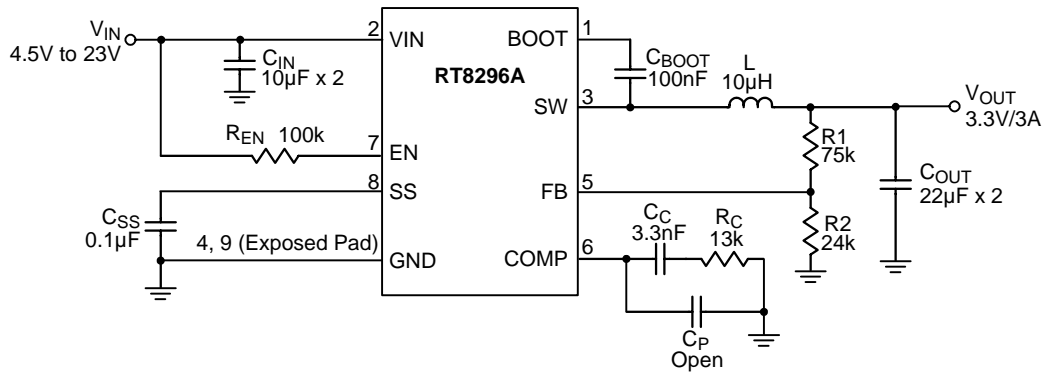 VIN
4.5V to 23V
CIN
10µF x 2
REN 100k
CSS
0.1µF
4, 9 (Exposed Pad)
2
7
8
VIN
EN
SS
GND
RT8296A
BOOT
SW
FB
COMP
1
3
5
6
CBOOT
100nF
L
10µH
VOUT
3.3V/3A
R1
75k
COUT
22µF x 2
R2
24k
CC
3.3nF
RC
13k
CP
Open